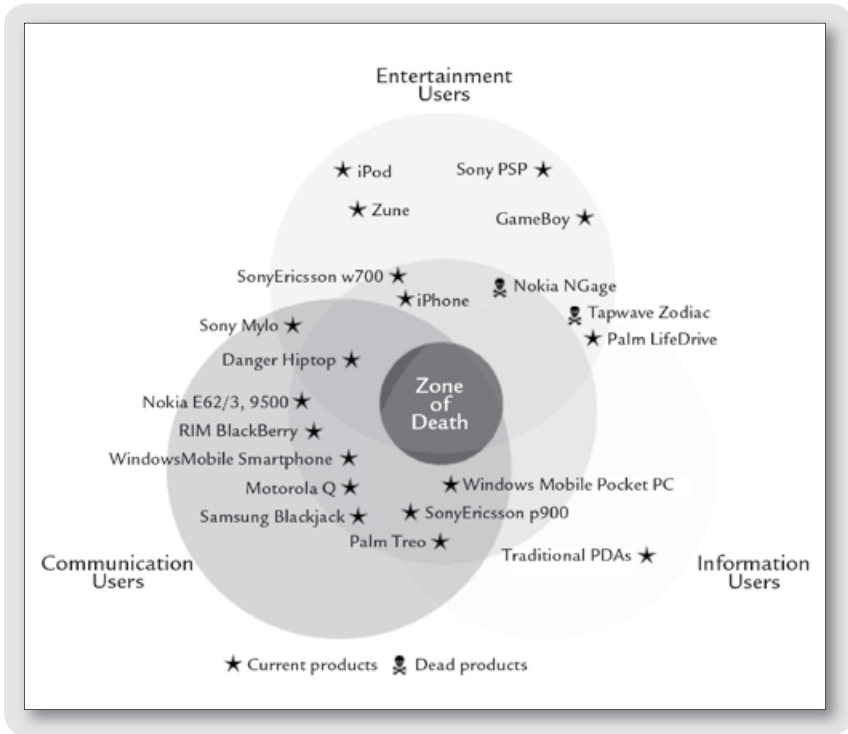 Entertainment
Users
iPod
Sony PSP
Zune
GameBoy
SonyEricsson w700
iPhone
Nokia NGage
Tapwave Zodiac
Sony Mylo
Palm LifeDrive
Danger Hiptop
Zone
of
Death
Nokia E62/3, 9500
RIM BlackBerry
WindowsMobile Smartphone
Motorola Q
Windows Mobile Pocket PC
Samsung Blackjack
SonyEricsson p900
Palm Treo
Traditional PDAs
Communication
Users
Information
Users
Current products
Dead products